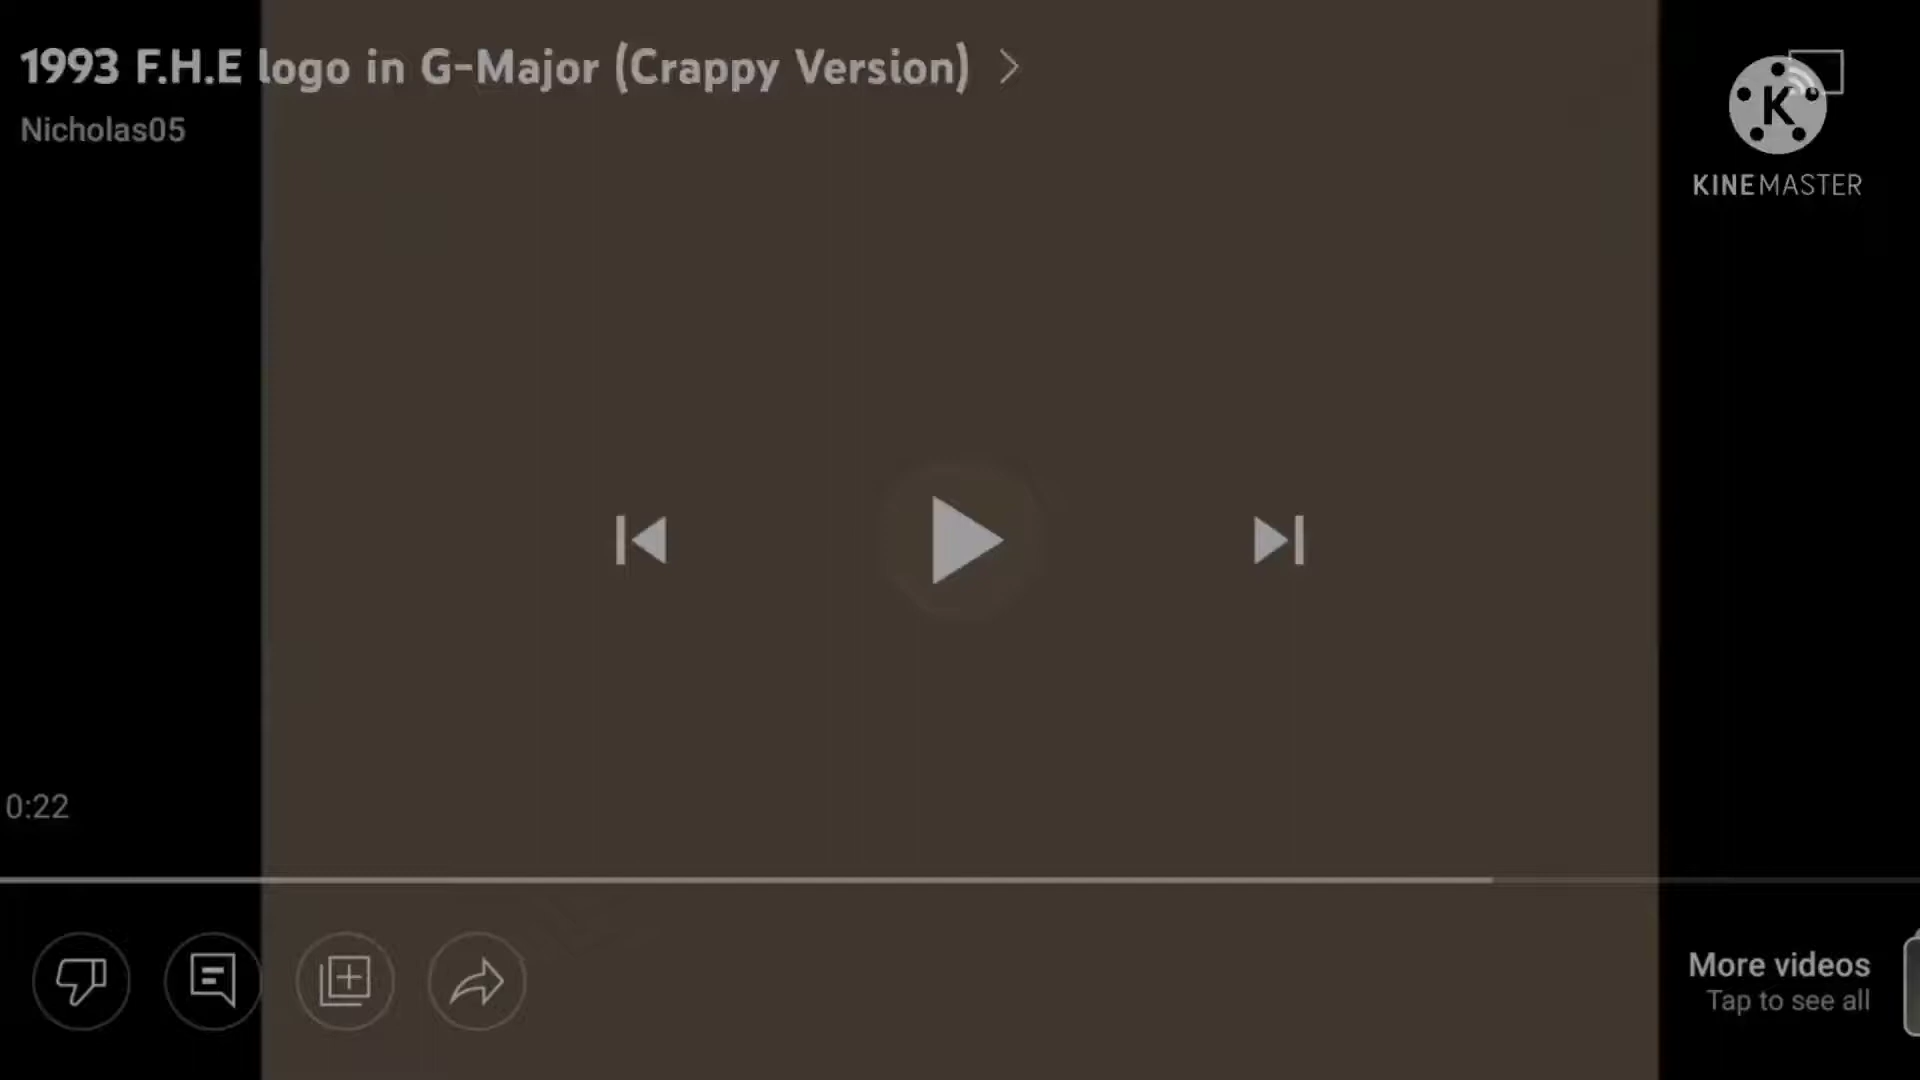 1993 F.H.E logo in G-Major (Crappy Version)
Nicholas05
K
KINEMASTER
0:22
More videos
Tap to see all